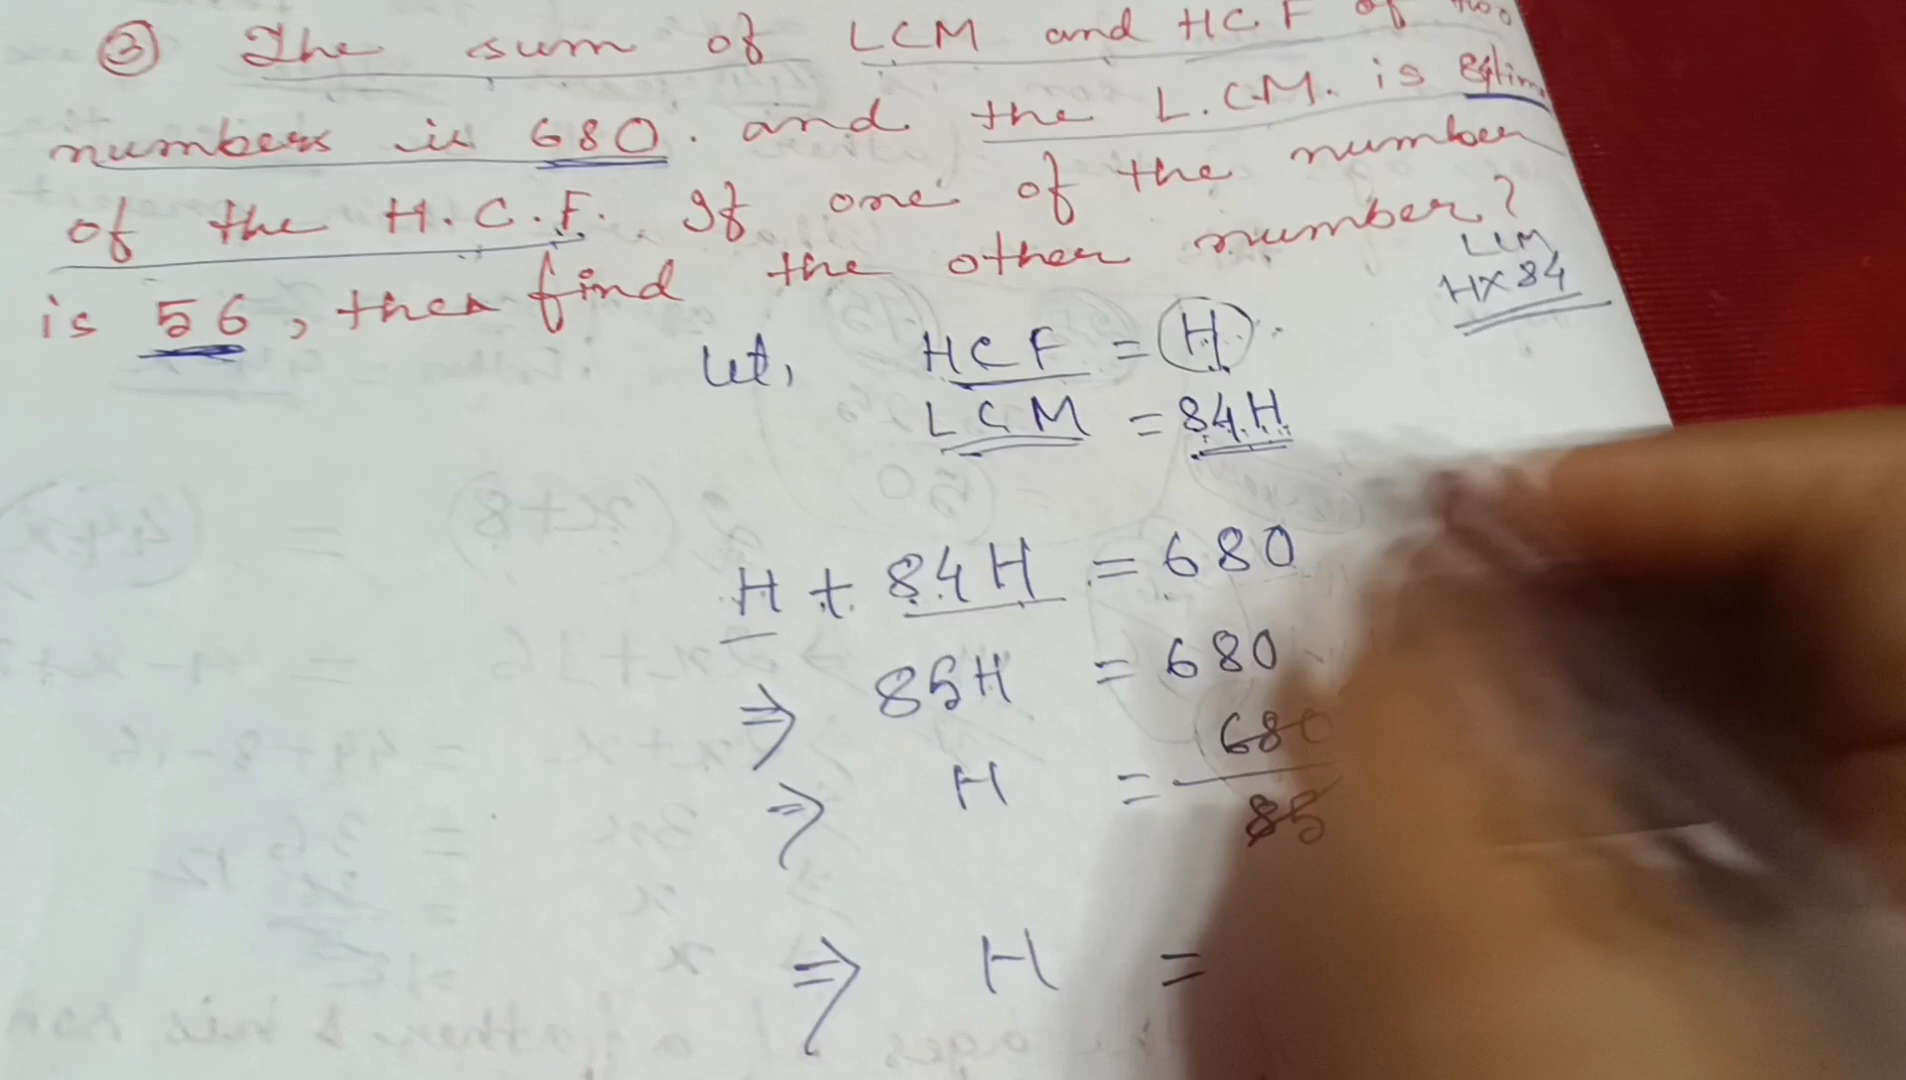 ③ The sum of LCM and HCF of two
numbers is 680. and the L.C.M. is 84tim
of the H.C.F. If one of the number
is 56, then find the other number?
LCM
H×84
Let, HCF = H
LCM = 84H
H + 84H = 680
⇒ 85H = 680
⇒ H = 680/85
⇒ H =